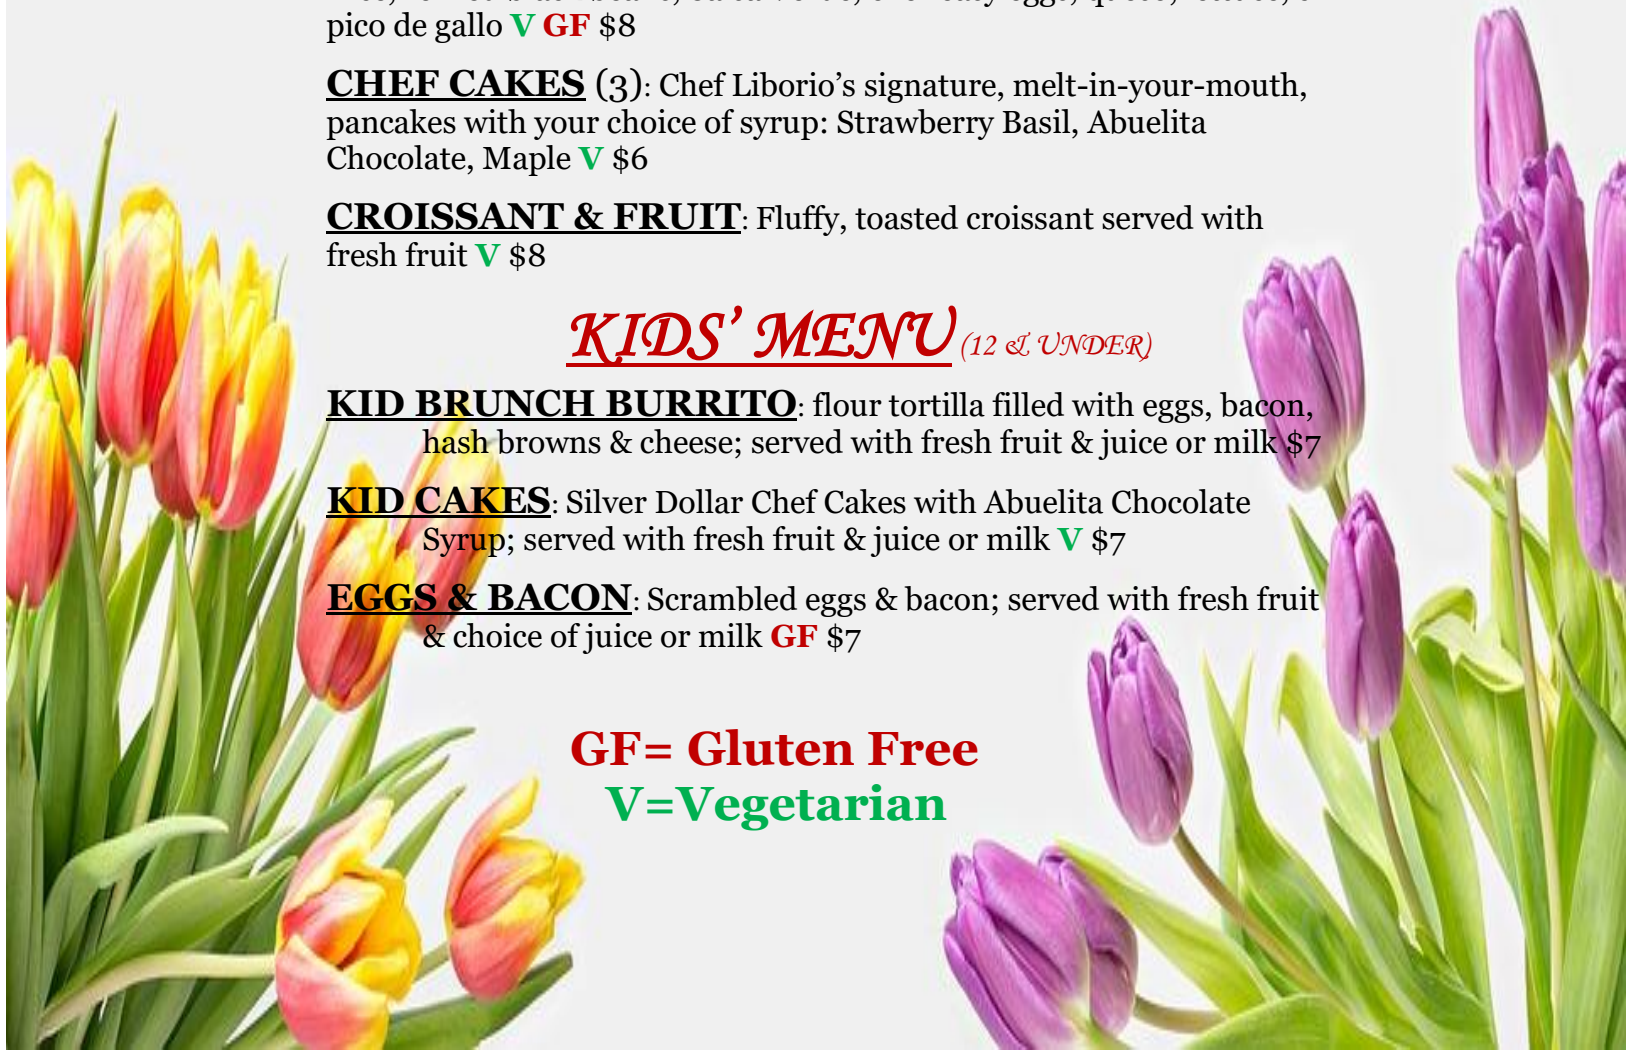 pico de gallo V GF $8
CHEF CAKES (3): Chef Liborio’s signature, melt-in-your-mouth,
pancakes with your choice of syrup: Strawberry Basil, Abuelita
Chocolate, Maple V $6
CROISSANT & FRUIT: Fluffy, toasted croissant served with
fresh fruit V $8
KIDS’ MENU (12 & UNDER)
KID BRUNCH BURRITO: flour tortilla filled with eggs, bacon,
hash browns & cheese; served with fresh fruit & juice or milk $7
KID CAKES: Silver Dollar Chef Cakes with Abuelita Chocolate
Syrup; served with fresh fruit & juice or milk V $7
EGGS & BACON: Scrambled eggs & bacon; served with fresh fruit
& choice of juice or milk GF $7
GF= Gluten Free
V=Vegetarian